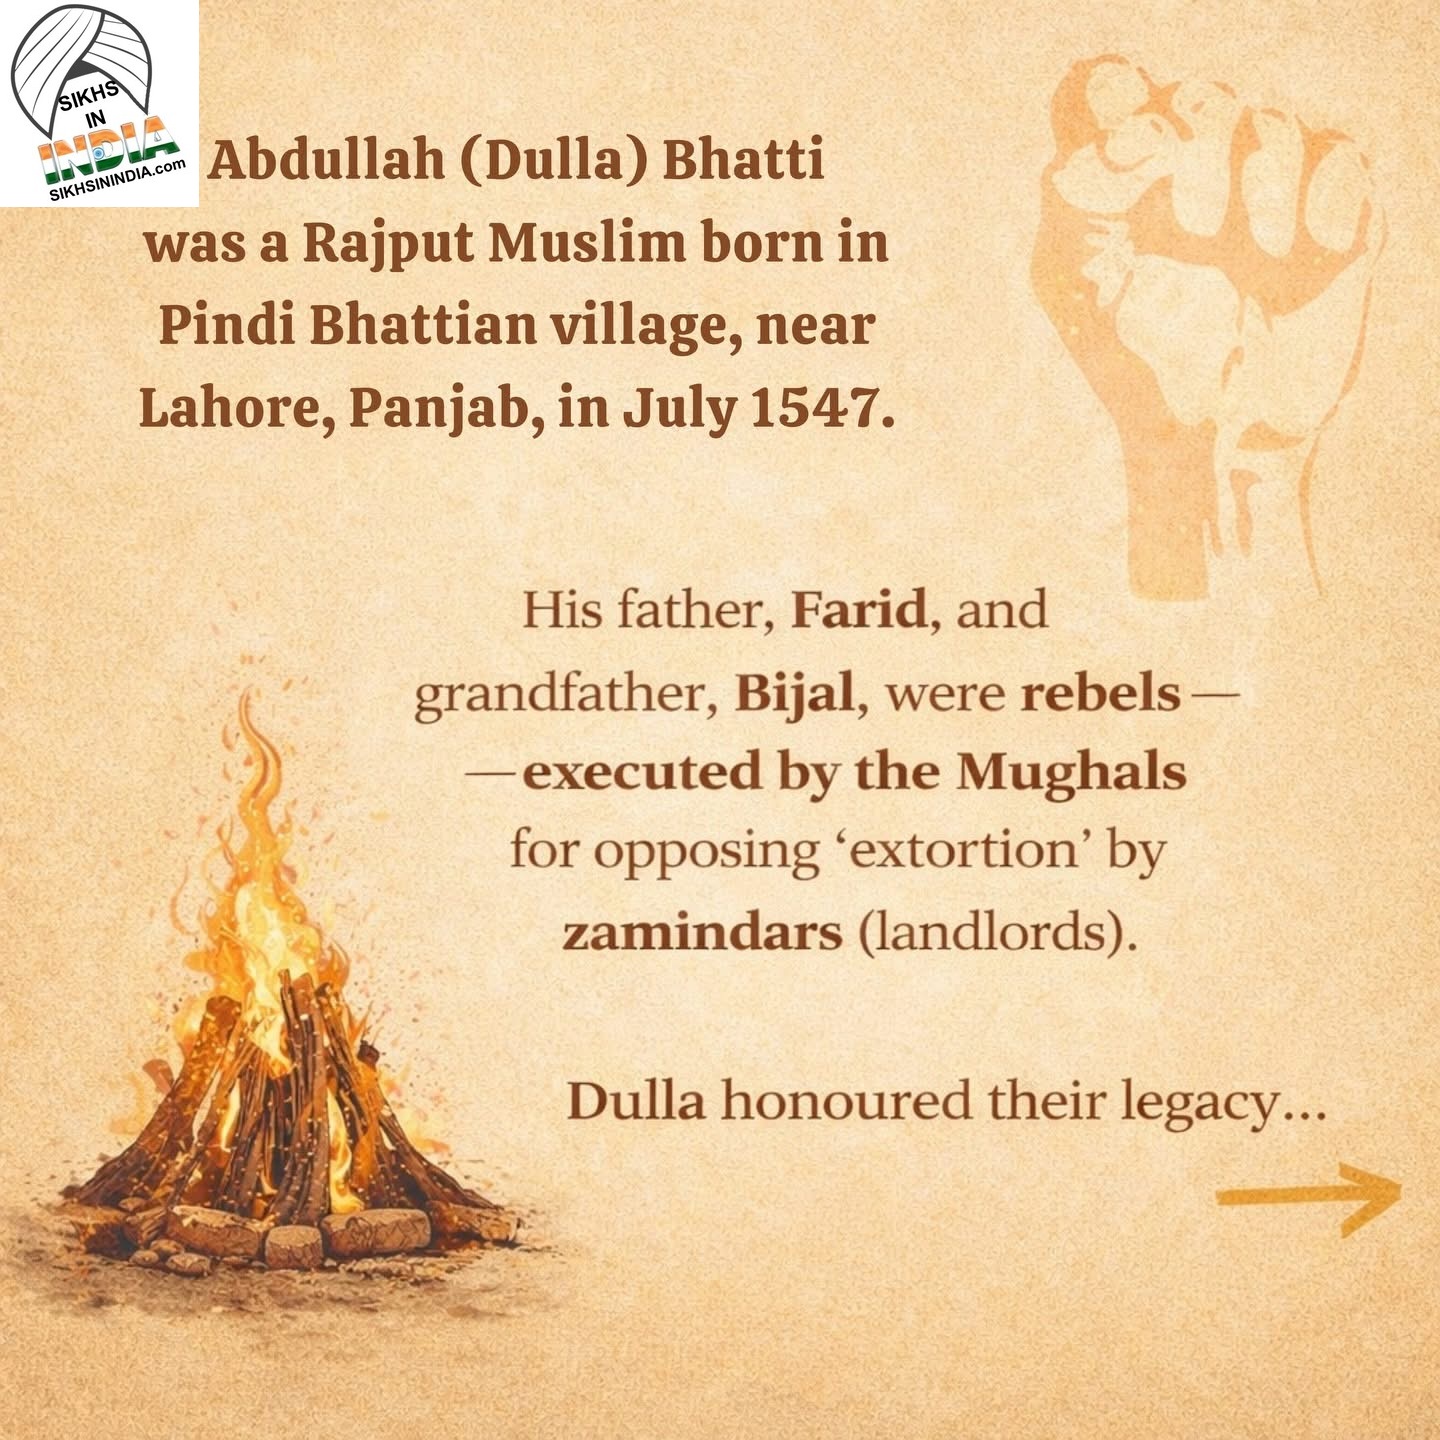 SIKHS
IN
INDIA
SIKHSININDIA.com
Abdullah (Dulla) Bhatti
was a Rajput Muslim born in
Pindi Bhattian village, near
Lahore, Panjab, in July 1547.
His father, Farid, and
grandfather, Bijal, were rebels —
—executed by the Mughals
for opposing ‘extortion’ by
zamindars (landlords).
Dulla honoured their legacy...